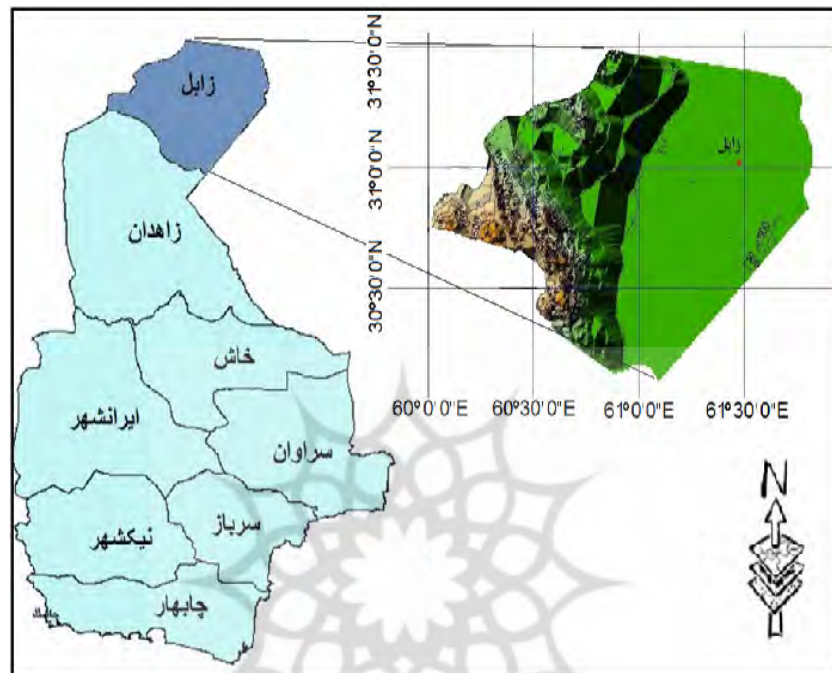 زابل
زاهدان
خاش
ایرانشهر
سراوان
سرباز
نیکشهر
چابهار
31°30'0"N
31°0'0"N
30°30'0"N
زابل
60°0'0"E
60°30'0"E
61°0'0"E
61°30'0"E
N